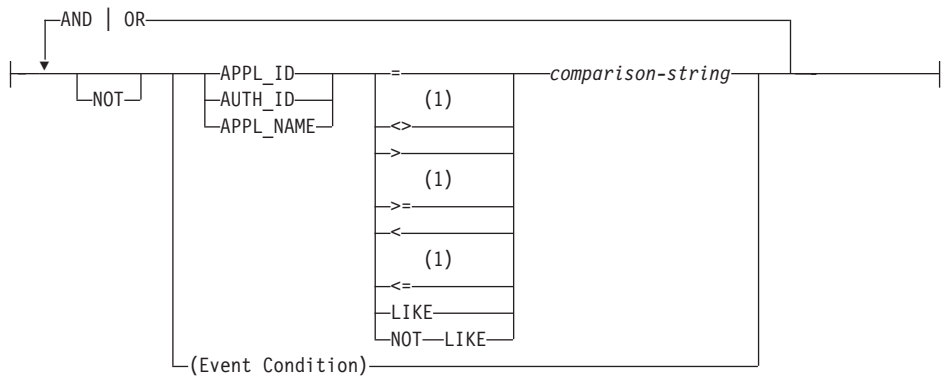 AND | OR
APPL_ID = comparison-string
NOT AUTH_ID (1)
APPL_NAME <>
>
(1)
>=
<
(1)
<=
LIKE
NOT LIKE
(Event Condition)